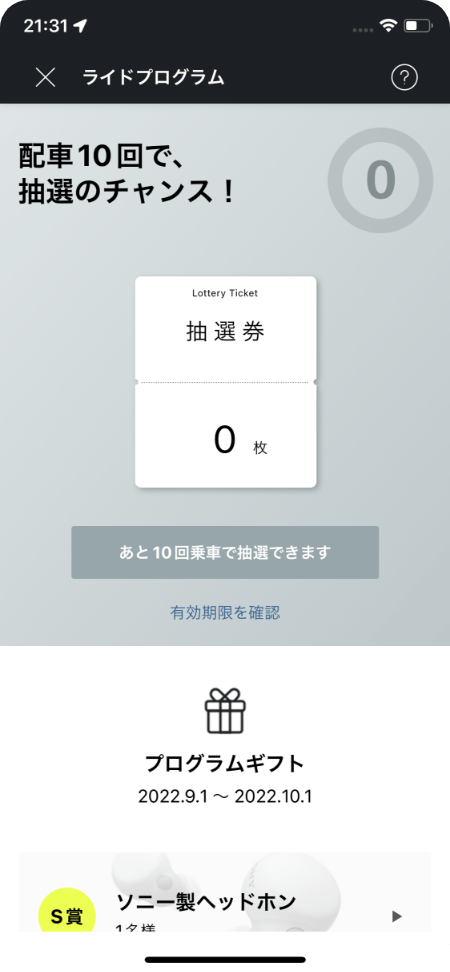 21:31
ライドプログラム
?
配車10回で、
抽選のチャンス！
0
Lottery Ticket
抽選券
0 枚
あと10回乗車で抽選できます
有効期限を確認
プログラムギフト
2022.9.1 〜 2022.10.1
S賞
ソニー製ヘッドホン
1名様